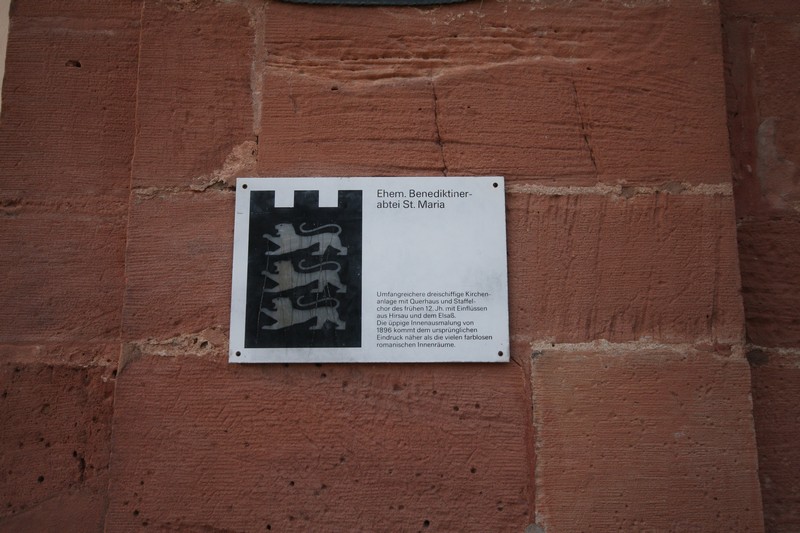 Ehem. Benediktiner-
abtei St. Maria
Umfangreichere dreischiffige Kirchen-
anlage mit Querhaus und Staffel-
chor des frühen 12. Jh. mit Einflüssen
aus Hirsau und dem Elsaß.
Die üppige Innenausmalung von
1896 kommt dem ursprünglichen
Eindruck näher als die vielen farblosen
romanischen Innenräume.